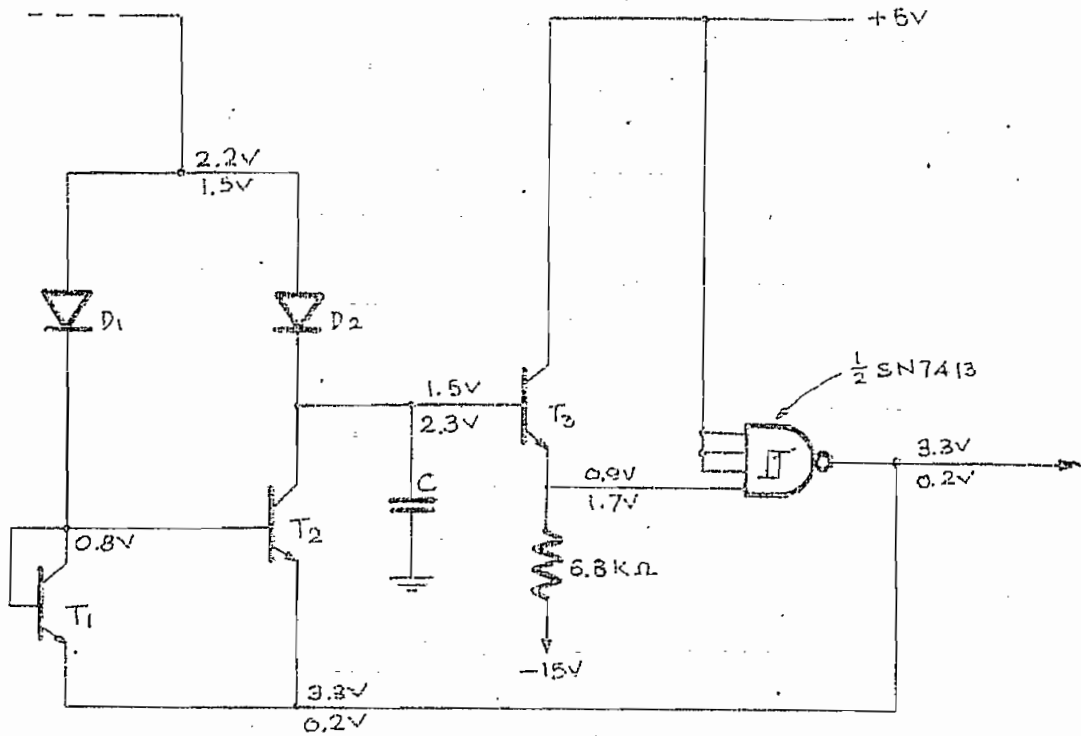 +5V
2.2V
1.5V
D1
D2
½ SN7413
1.5V
2.3V
T3
3.3V
0.2V
C
0.9V
1.7V
T2
0.8V
6.8KΩ
T1
-15V
3.3V
0.2V